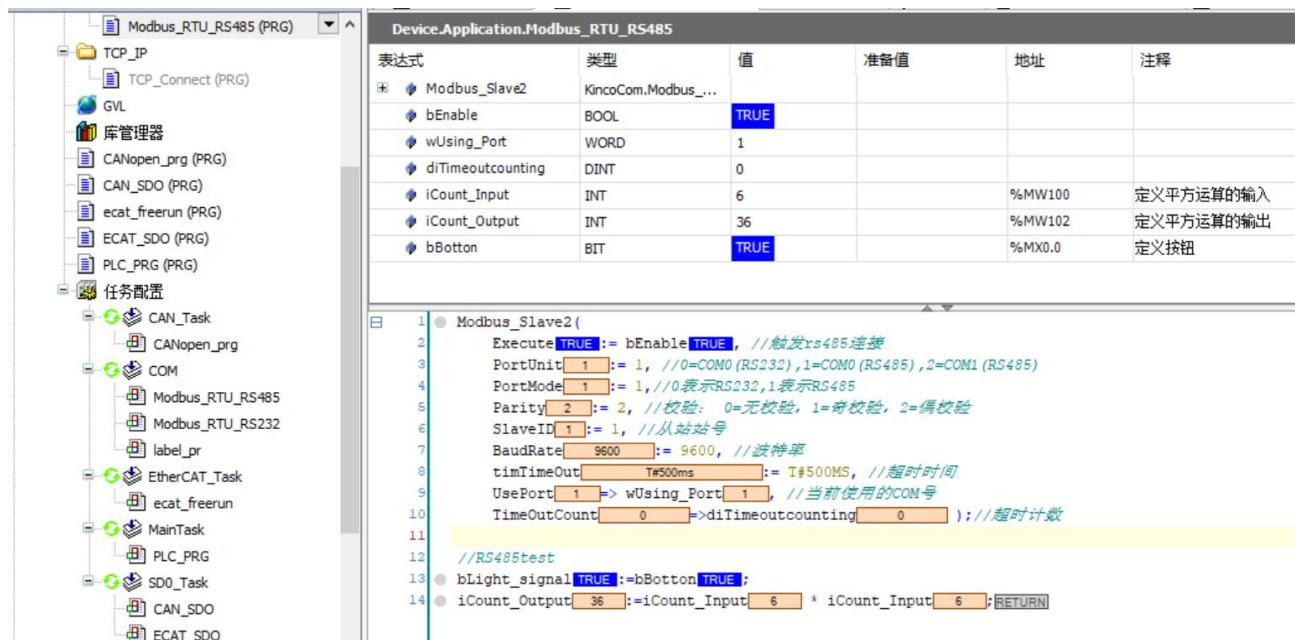 Modbus_RTU_RS485 (PRG)
TCP_IP
TCP_Connect (PRG)
GVL
库管理器
CANopen_prg (PRG)
CAN_SDO (PRG)
ecat_freerun (PRG)
ECAT_SDO (PRG)
PLC_PRG (PRG)
任务配置
CAN_Task
CANopen_prg
COM
Modbus_RTU_RS485
Modbus_RTU_RS232
label_pr
EtherCAT_Task
ecat_freerun
MainTask
PLC_PRG
SDO_Task
CAN_SDO
ECAT_SDO
Device.Application.Modbus_RTU_RS485
表达式 类型 值 准备值 地址 注释
Modbus_Slave2 KincoCom.Modbus_...
bEnable BOOL TRUE
wUsing_Port WORD 1
diTimeoutcounting DINT 0
iCount_Input INT 6 %MW100 定义平方运算的输入
iCount_Output INT 36 %MW102 定义平方运算的输出
bBotton BIT TRUE %MX0.0 定义按钮
1 Modbus_Slave2(
2 Execute TRUE := bEnable TRUE , //触发rs485连接
3 PortUnit 1 := 1, //0=COM0(RS232),1=COM0(RS485),2=COM1(RS485)
4 PortMode 1 := 1,//0表示RS232,1表示RS485
5 Parity 2 := 2, //校验： 0=无校验，1=奇校验，2=偶校验
6 SlaveID 1 := 1, //从站站号
7 BaudRate 9600 := 9600, //波特率
8 timTimeOut T#500ms := T#500MS, //超时时间
9 UsePort 1 => wUsing_Port 1 , //当前使用的COM号
10 TimeOutCount 0 =>diTimeoutcounting 0 );//超时计数
11
12 //RS485test
13 bLight_signal TRUE :=bBotton TRUE ;
14 iCount_Output 36 :=iCount_Input 6 * iCount_Input 6 ;RETURN